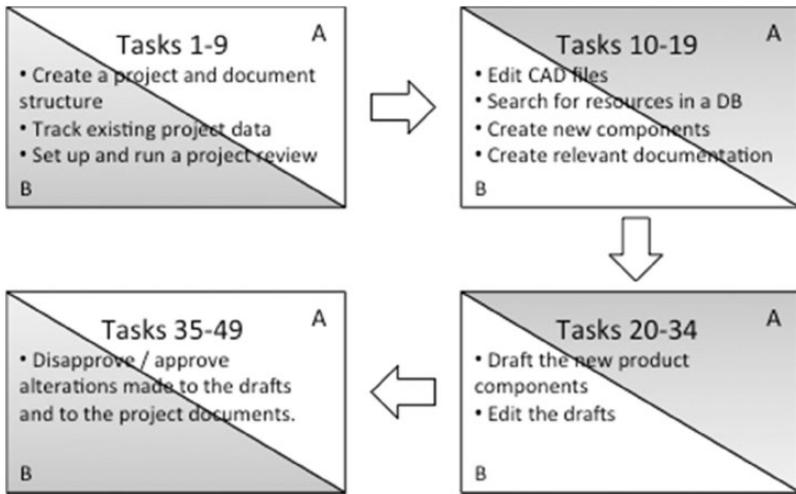 Tasks 1-9
A
• Create a project and document
structure
• Track existing project data
• Set up and run a project review
B
Tasks 10-19
A
• Edit CAD files
• Search for resources in a DB
• Create new components
• Create relevant documentation
B
Tasks 20-34
A
• Draft the new product
components
• Edit the drafts
B
Tasks 35-49
A
• Disapprove / approve
alterations made to the drafts
and to the project documents.
B